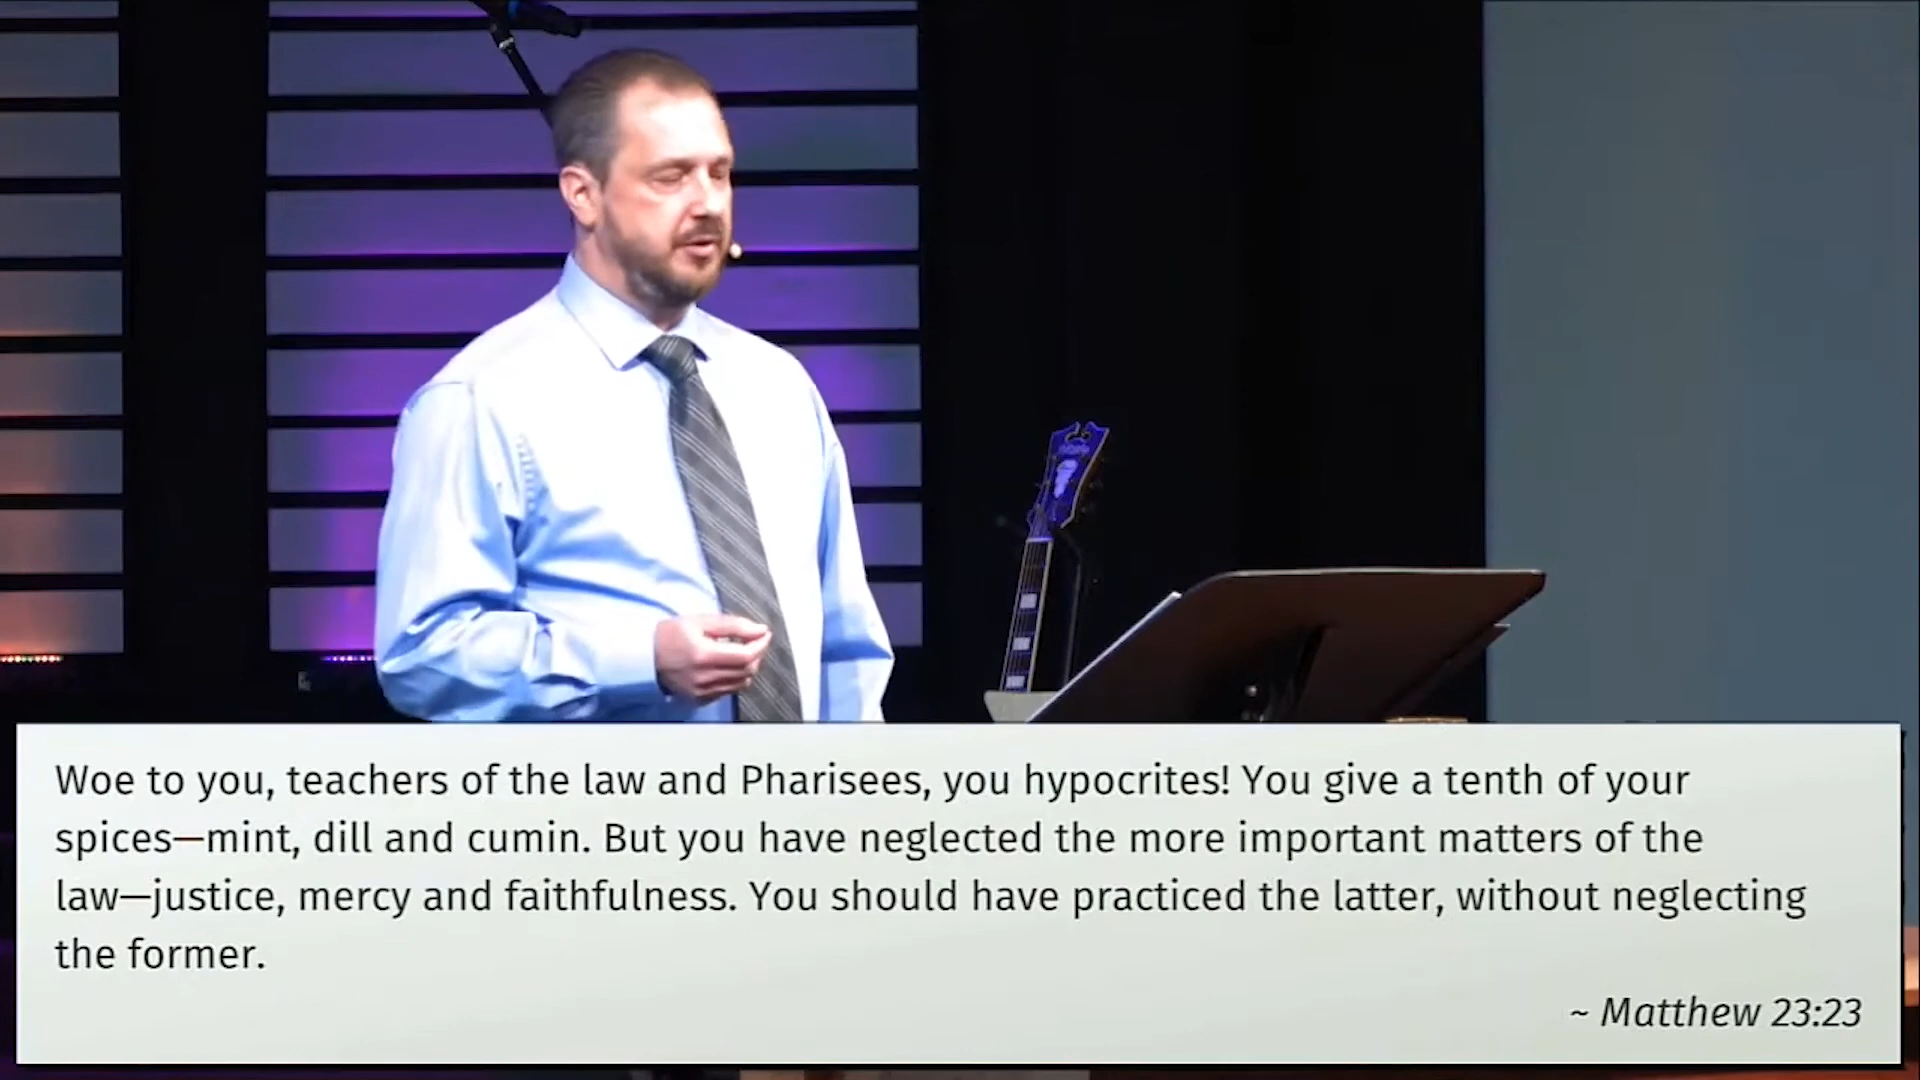 Woe to you, teachers of the law and Pharisees, you hypocrites! You give a tenth of your
spices—mint, dill and cumin. But you have neglected the more important matters of the
law—justice, mercy and faithfulness. You should have practiced the latter, without neglecting
the former.
~ Matthew 23:23